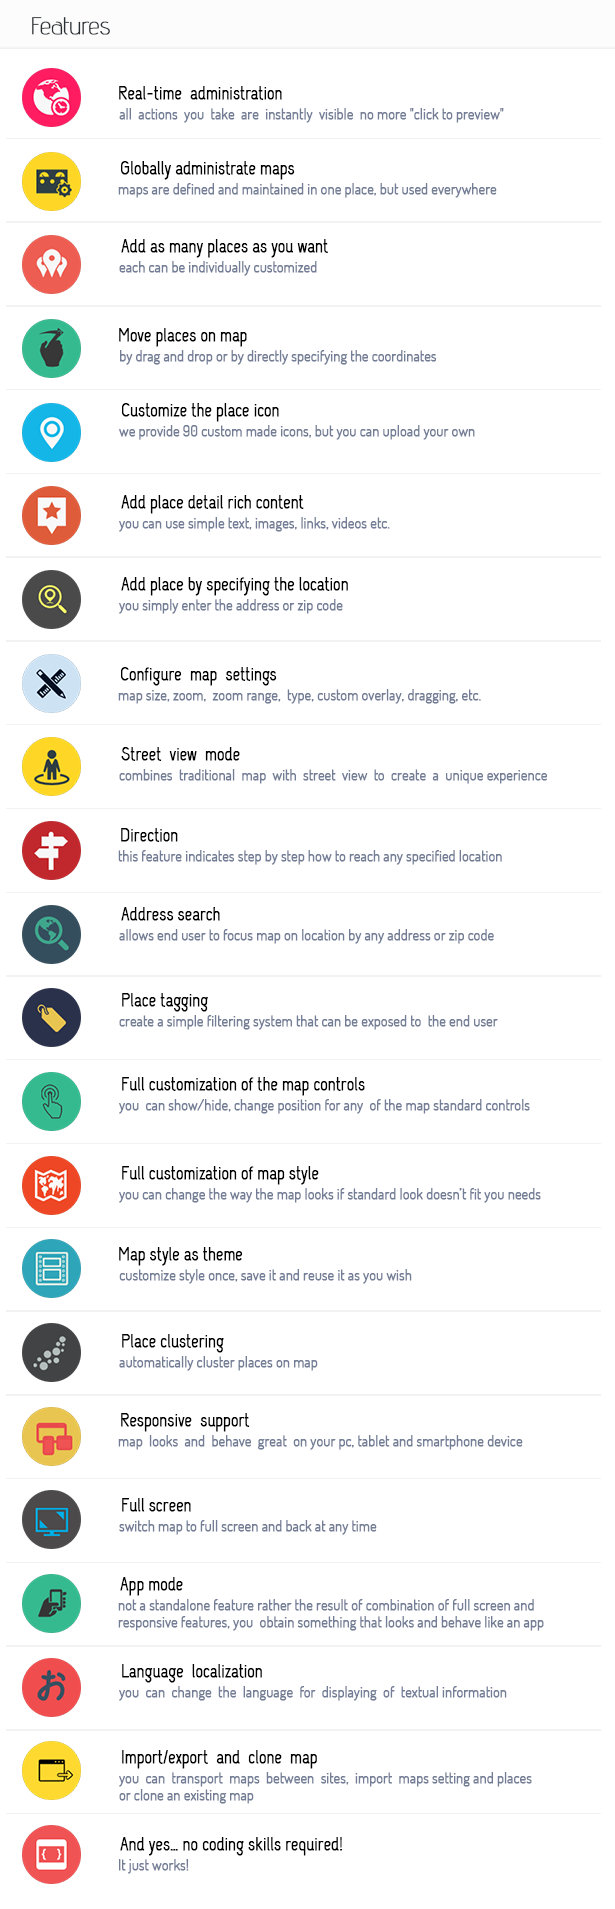 Features
Real-time administration
all actions you take are instantly visible no more "click to preview"
Globally administrate maps
maps are defined and maintained in one place, but used everywhere
Add as many places as you want
each can be individually customized
Move places on map
by drag and drop or by directly specifying the coordinates
Customize the place icon
we provide 90 custom made icons, but you can upload your own
Add place detail rich content
you can use simple text, images, links, videos etc.
Add place by specifying the location
you simply enter the address or zip code
Configure map settings
map size, zoom, zoom range, type, custom overlay, dragging, etc.
Street view mode
combines traditional map with street view to create a unique experience
Direction
this feature indicates step by step how to reach any specified location
Address search
allows end user to focus map on location by any address or zip code
Place tagging
create a simple filtering system that can be exposed to the end user
Full customization of the map controls
you can show/hide, change position for any of the map standard controls
Full customization of map style
you can change the way the map looks if standard look doesn't fit you needs
Map style as theme
customize style once, save it and reuse it as you wish
Place clustering
automatically cluster places on map
Responsive support
map looks and behave great on your pc, tablet and smartphone device
Full screen
switch map to full screen and back at any time
App mode
not a standalone feature rather the result of combination of full screen and
responsive features, you obtain something that looks and behave like an app
お
Language localization
you can change the language for displaying of textual information
Import/export and clone map
you can transport maps between sites, import maps setting and places
or clone an existing map
{ }
And yes... no coding skills required!
It just works!